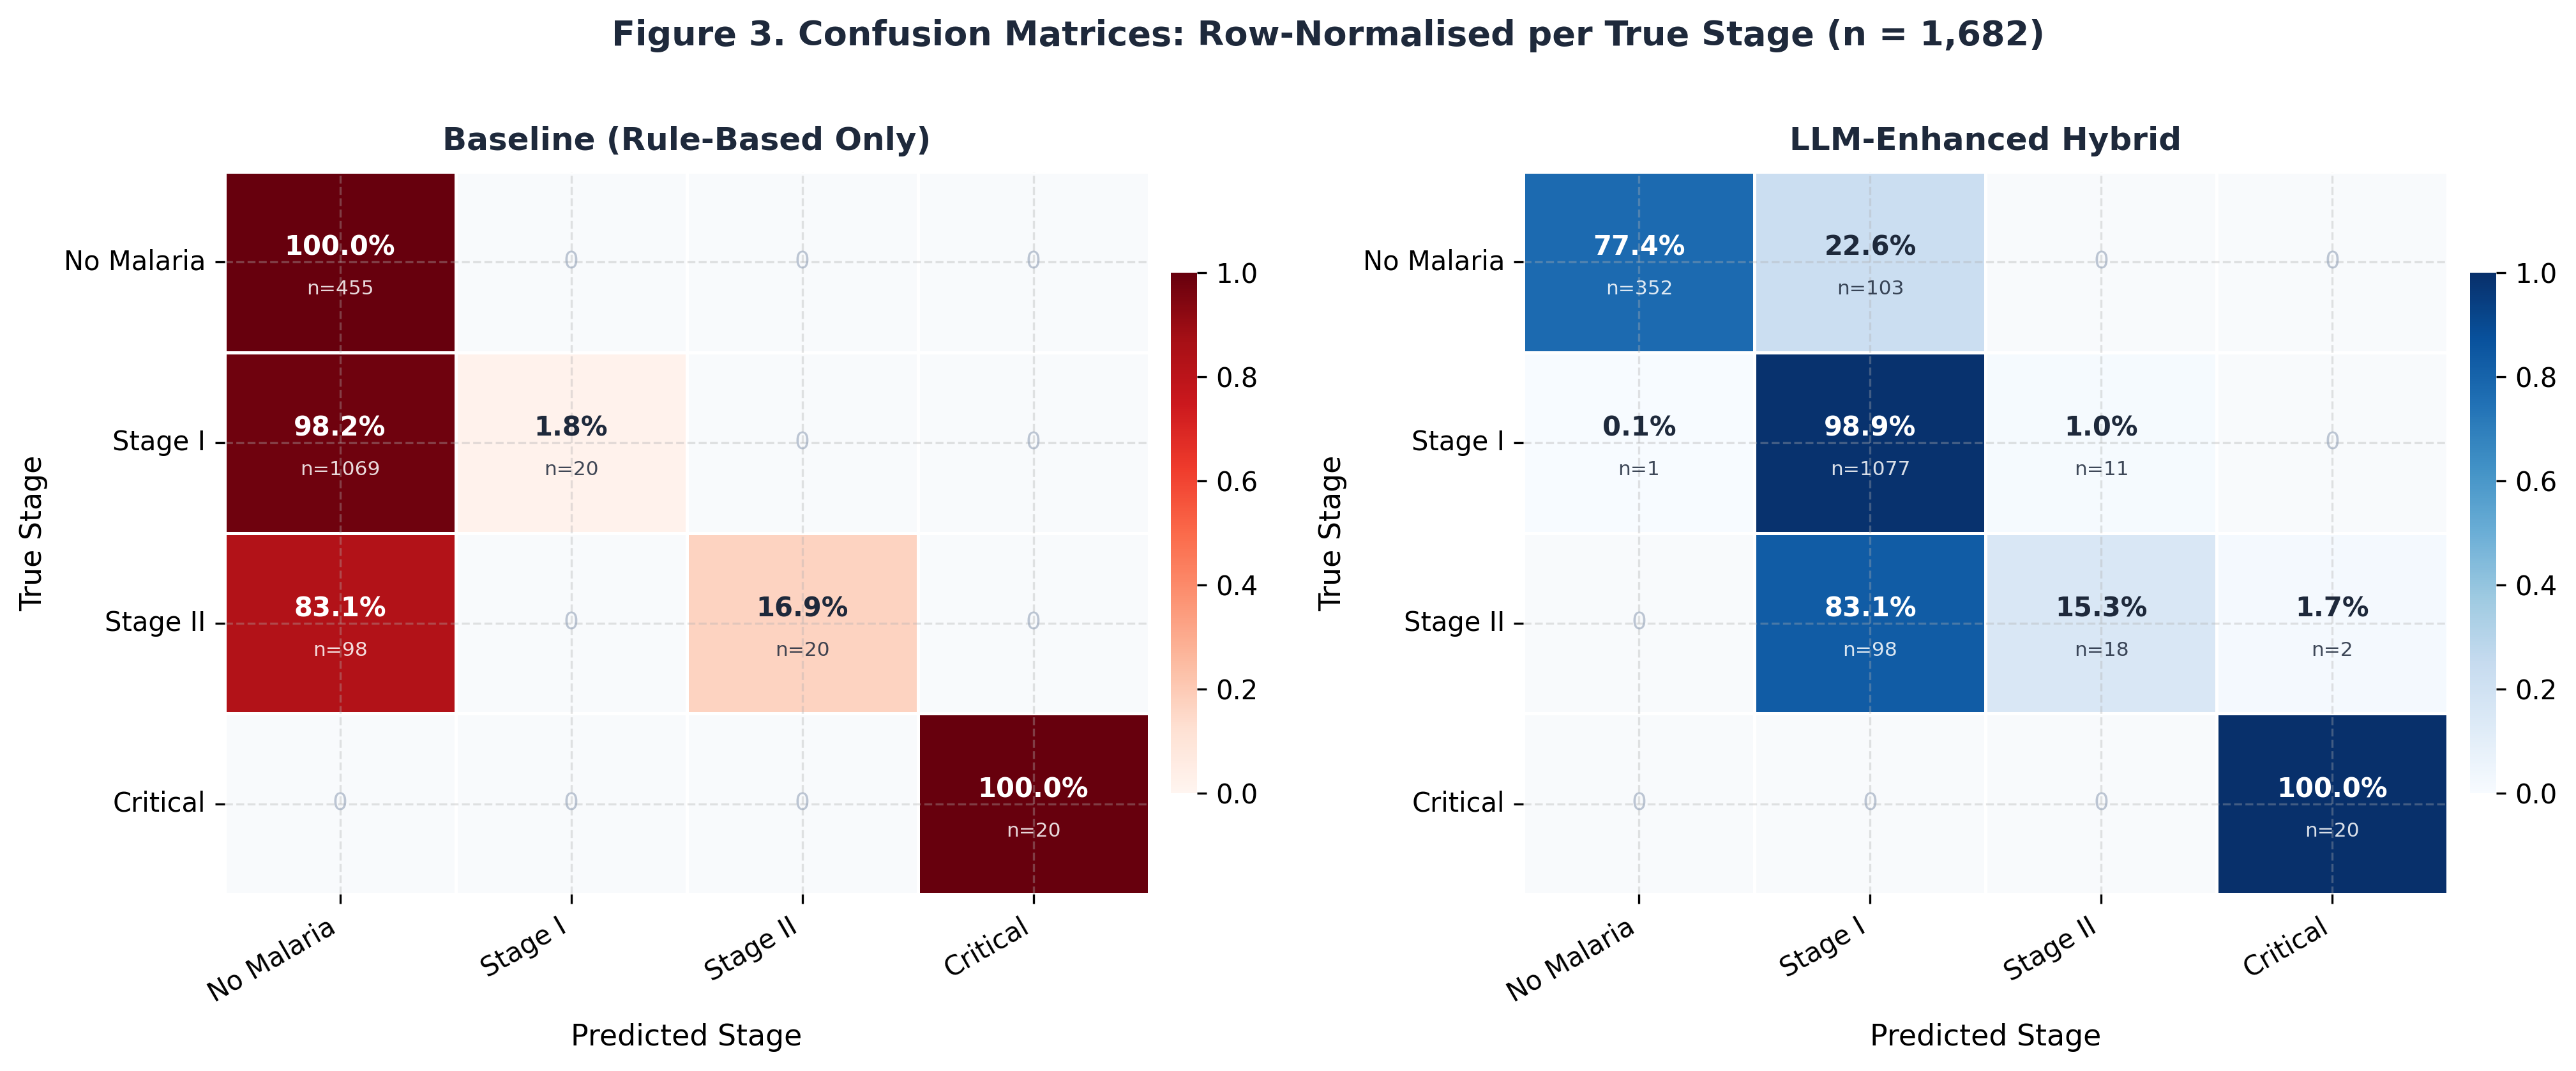 Figure 3. Confusion Matrices: Row-Normalised per True Stage (n = 1,682)
Baseline (Rule-Based Only)
True Stage
No Malaria
100.0%
n=455
0
0
0
Stage I
98.2%
n=1069
1.8%
n=20
0
0
Stage II
83.1%
n=98
0
16.9%
n=20
0
Critical
0
0
0
100.0%
n=20
No Malaria
Stage I
Stage II
Critical
Predicted Stage
1.0
0.8
0.6
0.4
0.2
0.0
LLM-Enhanced Hybrid
True Stage
No Malaria
77.4%
n=352
22.6%
n=103
0
0
Stage I
0.1%
n=1
98.9%
n=1077
1.0%
n=11
0
Stage II
0
83.1%
n=98
15.3%
n=18
1.7%
n=2
Critical
0
0
0
100.0%
n=20
No Malaria
Stage I
Stage II
Critical
Predicted Stage
1.0
0.8
0.6
0.4
0.2
0.0